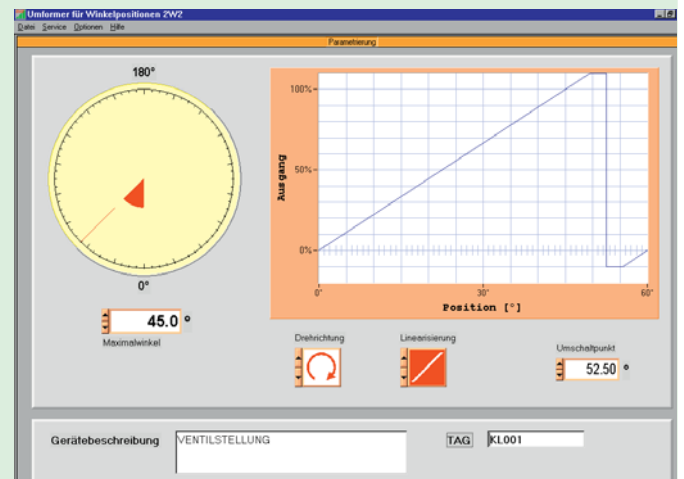 Umformer für Winkelpositionen 2W2
Datei Service Optionen Hilfe
Parametrierung
180°
0°
45.0 °
Maximalwinkel
100%
50%
0%
Ausgang
0° 30° 60°
Position [°]
Drehrichtung
Linearisierung
Umschaltpunkt
52.50 °
Gerätebeschreibung
VENTILSTELLUNG
TAG
KL001